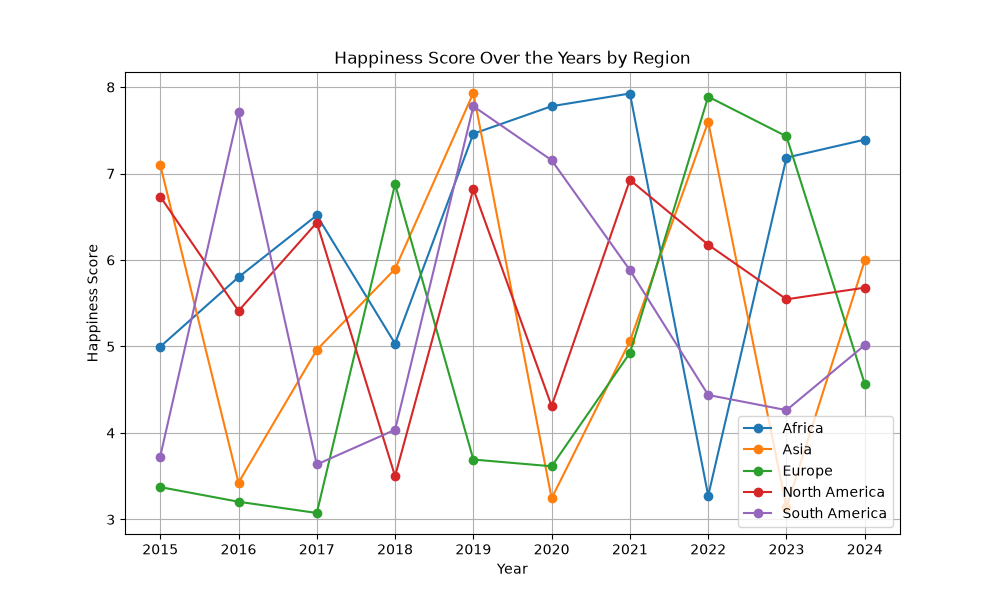 Happiness Score Over the Years by Region
Happiness Score
8
7
6
5
4
3
2015 2016 2017 2018 2019 2020 2021 2022 2023 2024
Year
Africa
Asia
Europe
North America
South America